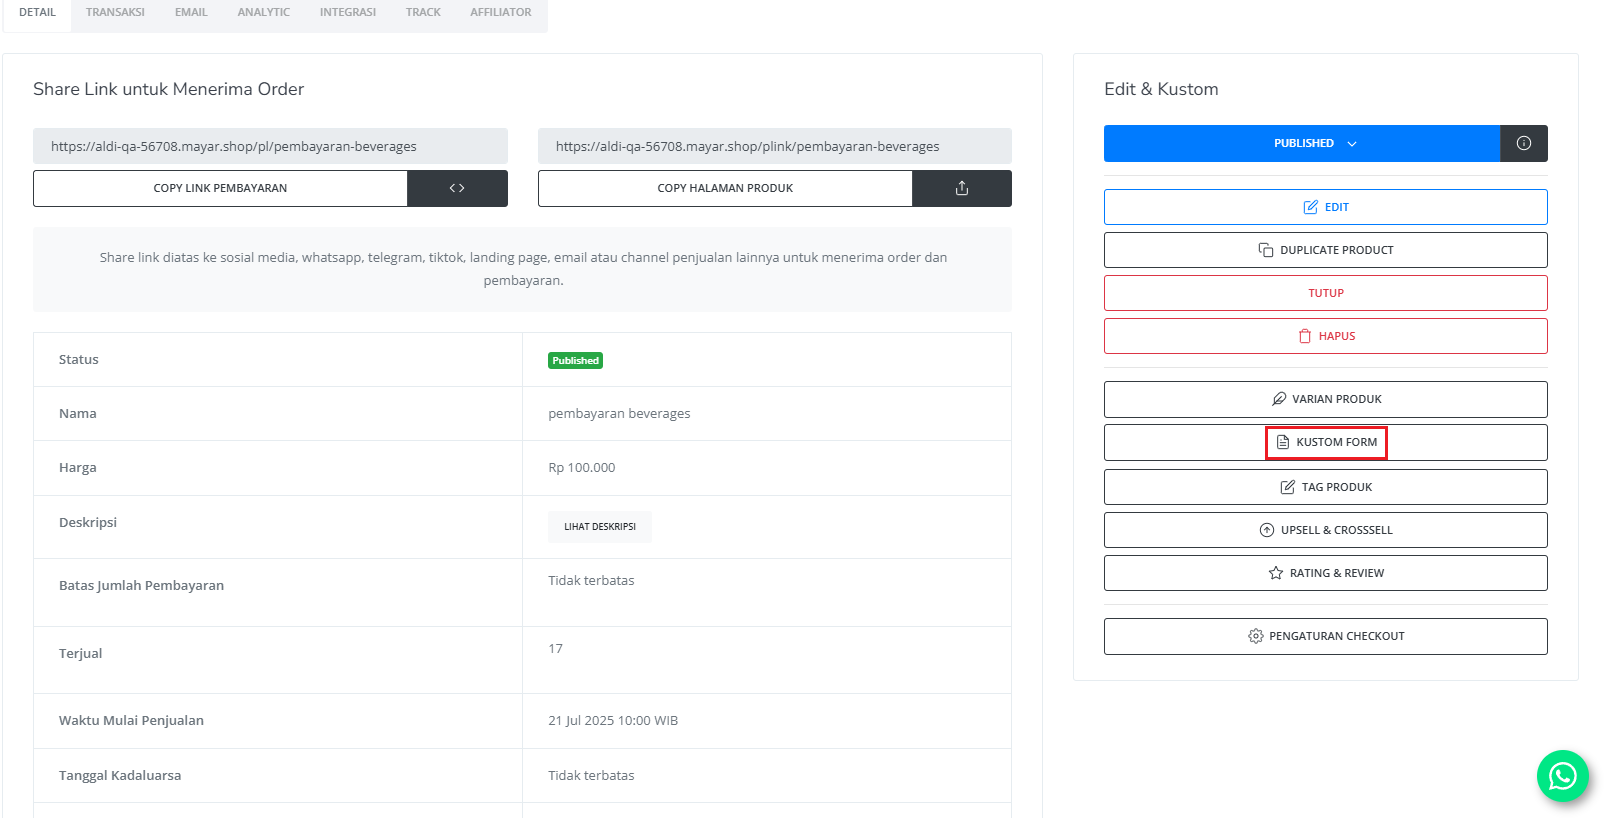 DETAIL
TRANSAKSI
EMAIL
ANALYTIC
INTEGRASI
TRACK
AFFILIATOR
Share Link untuk Menerima Order
https://aldi-qa-56708.mayar.shop/pl/pembayaran-beverages
https://aldi-qa-56708.mayar.shop/plink/pembayaran-beverages
COPY LINK PEMBAYARAN
COPY HALAMAN PRODUK
Share link diatas ke sosial media, whatsapp, telegram, tiktok, landing page, email atau channel penjualan lainnya untuk menerima order dan
pembayaran.
Status
Published
Nama
pembayaran beverages
Harga
Rp 100.000
Deskripsi
LIHAT DESKRIPSI
Batas Jumlah Pembayaran
Tidak terbatas
Terjual
17
Waktu Mulai Penjualan
21 Jul 2025 10:00 WIB
Tanggal Kadaluarsa
Tidak terbatas
Edit & Kustom
PUBLISHED
EDIT
DUPLICATE PRODUCT
TUTUP
HAPUS
VARIAN PRODUK
KUSTOM FORM
TAG PRODUK
UPSELL & CROSSSELL
RATING & REVIEW
PENGATURAN CHECKOUT